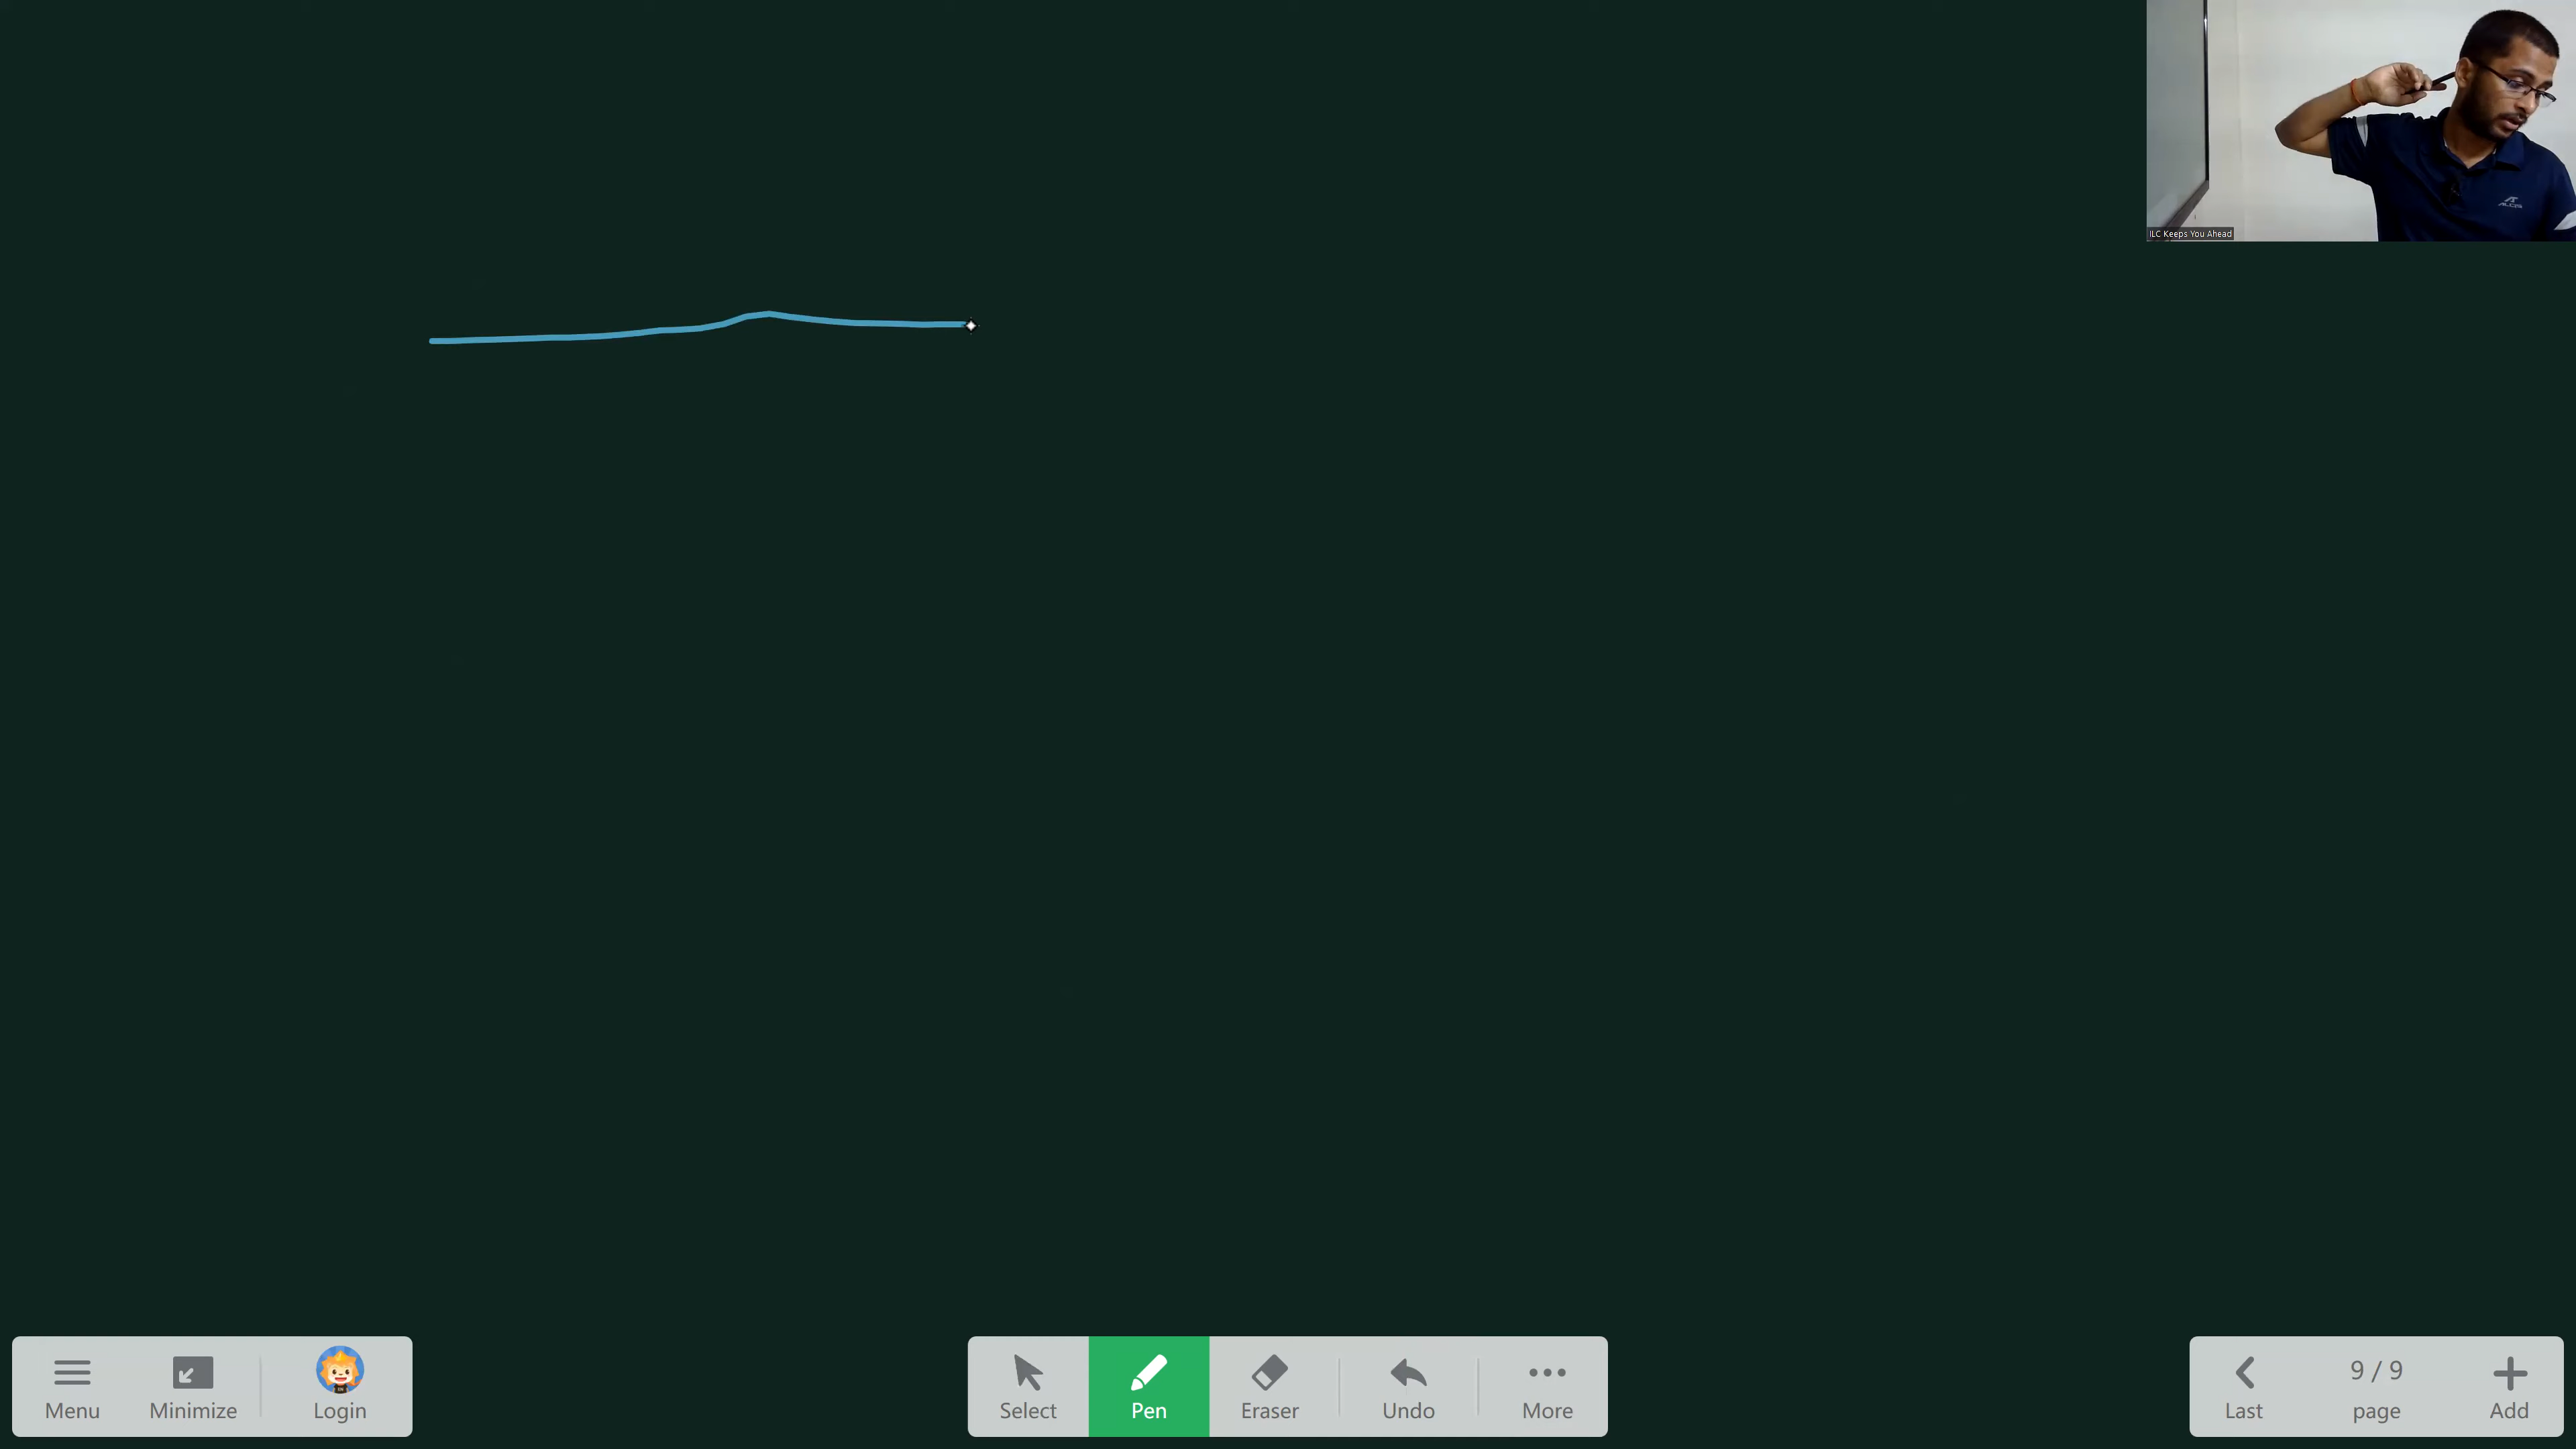 ILC Keeps You Ahead
Menu
Minimize
Login
Select
Pen
Eraser
Undo
More
Last
9 / 9
page
Add